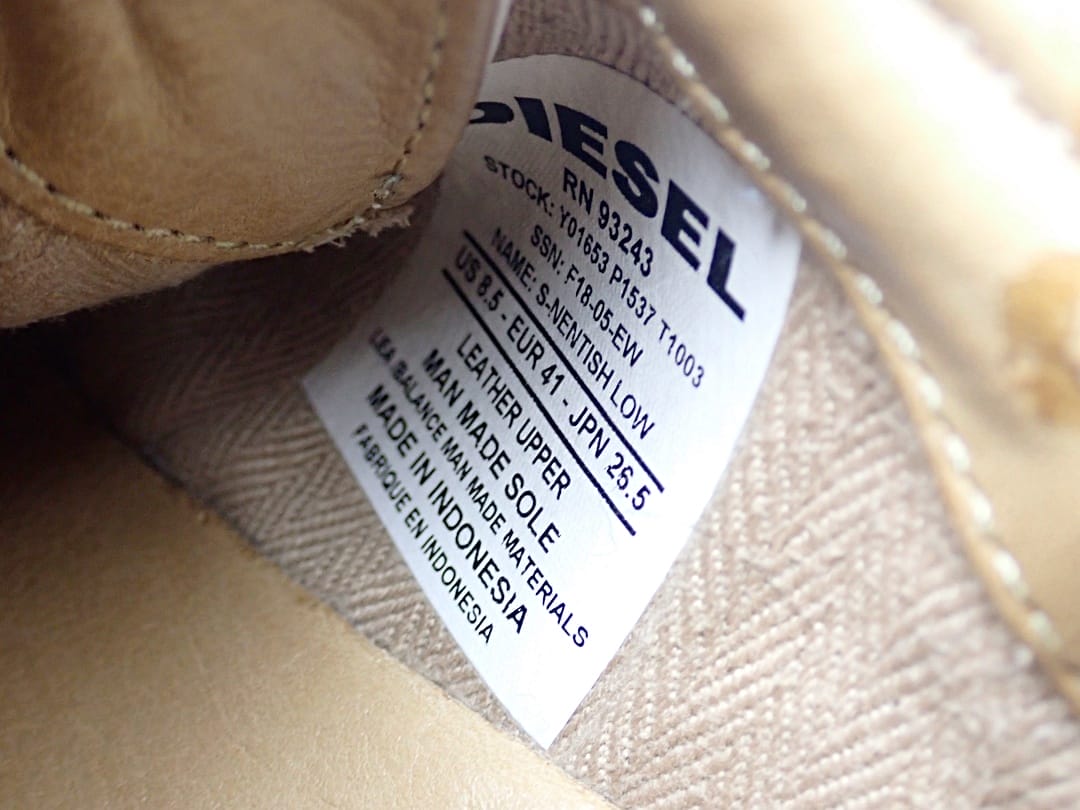 DIESEL
RN 93243
STOCK: Y01653 P1537 T1003
SSN: F18-05-EW
NAME: S-NENTISH LOW
US 8.5 - EUR 41 - JPN 26.5
LEATHER UPPER
MAN MADE SOLE
LEA /BALANCE MAN MADE MATERIALS
MADE IN INDONESIA
FABRIQUE EN INDONESIA